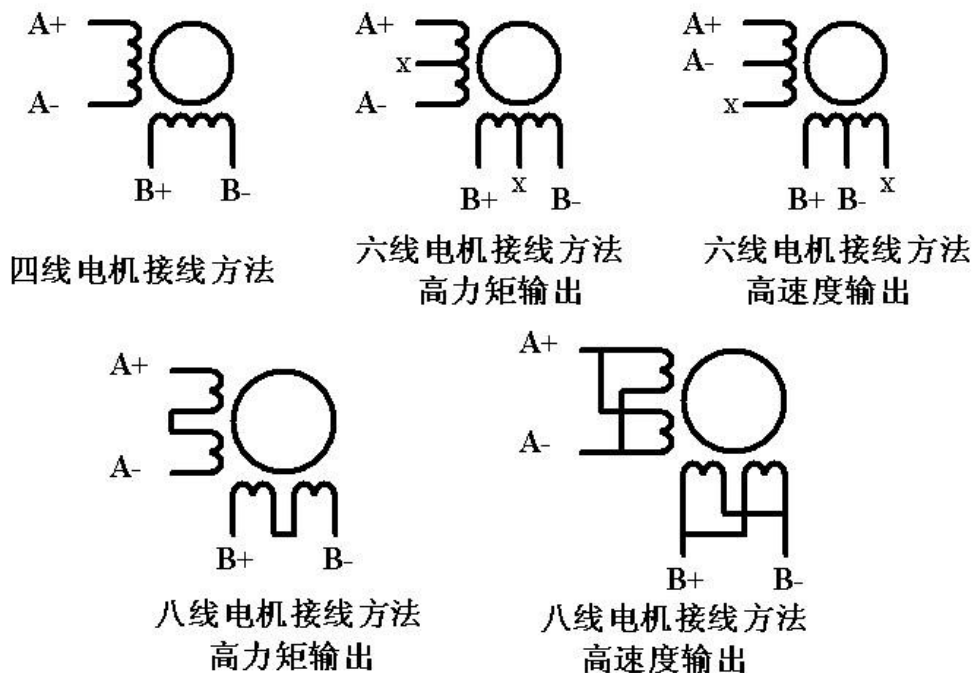 A+
A-
B+ B-
四线电机接线方法
A+
x
A-
B+ x B-
六线电机接线方法
高力矩输出
A+
A-
x
B+ B- x
六线电机接线方法
高速度输出
A+
A-
B+ B-
八线电机接线方法
高力矩输出
A+
A-
B+ B-
八线电机接线方法
高速度输出